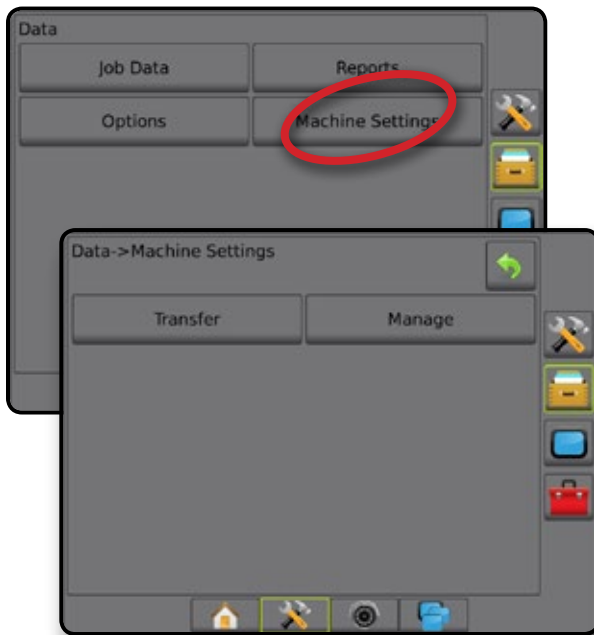 Data
Job Data Reports
Options Machine Settings
Data->Machine Settings
Transfer Manage